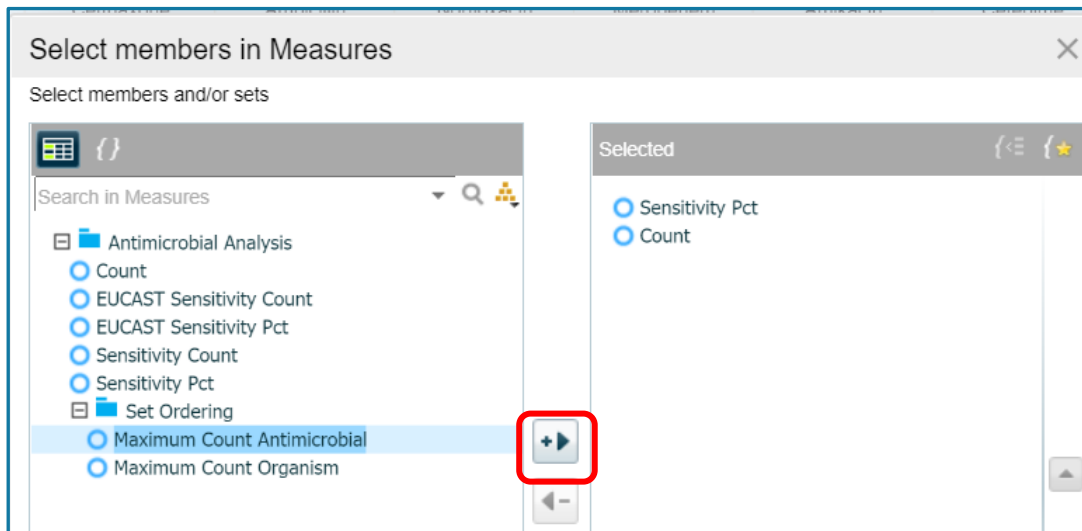 Select members in Measures
Select members and/or sets
{}
Selected
Search in Measures
Sensitivity Pct
Count
Antimicrobial Analysis
Count
EUCAST Sensitivity Count
EUCAST Sensitivity Pct
Sensitivity Count
Sensitivity Pct
Set Ordering
Maximum Count Antimicrobial
Maximum Count Organism